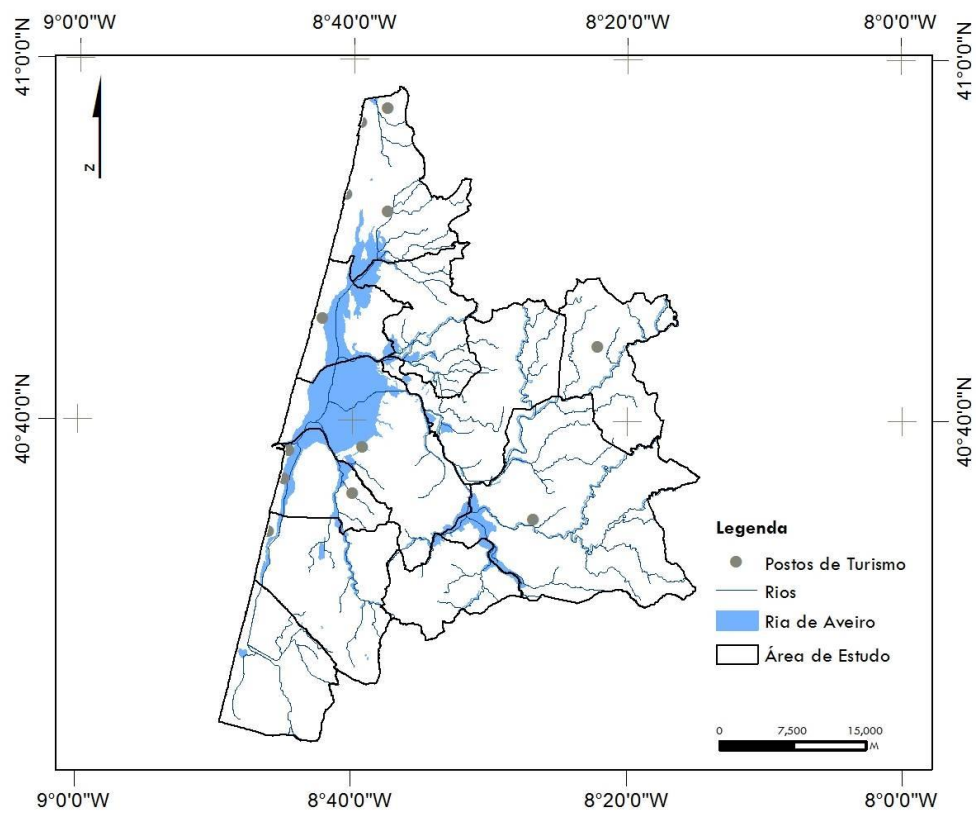 9°0'0"W 8°40'0"W 8°20'0"W 8°0'0"W
41°0'0"N 41°0'0"N
N
40°40'0"N 40°40'0"N
Legenda
Postos de Turismo
Rios
Ria de Aveiro
Área de Estudo
0 7,500 15,000
M
9°0'0"W 8°40'0"W 8°20'0"W 8°0'0"W